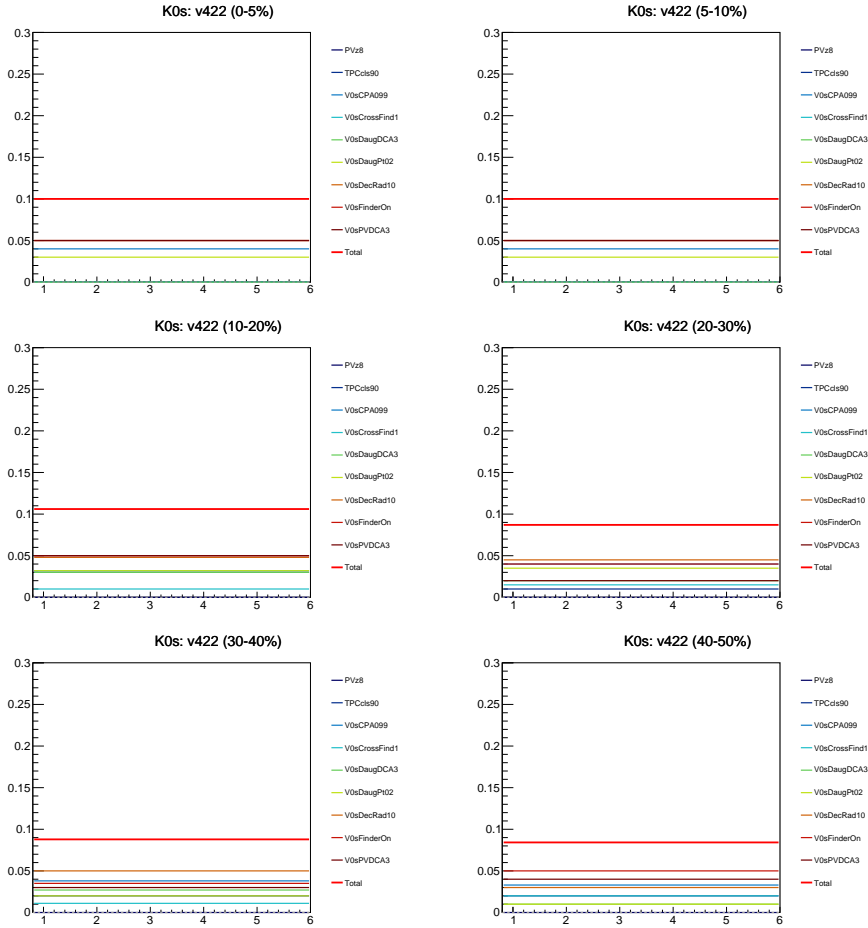 K0s: v422 (0-5%)
0.3
0.25
0.2
0.15
0.1
0.05
0
1 2 3 4 5 6
PVz8
TPCcls90
V0sCPA099
V0sCrossFind1
V0sDaugDCA3
V0sDaugPt02
V0sDecRad10
V0sFinderOn
V0sPVDCA3
Total
K0s: v422 (5-10%)
0.3
0.25
0.2
0.15
0.1
0.05
0
1 2 3 4 5 6
PVz8
TPCcls90
V0sCPA099
V0sCrossFind1
V0sDaugDCA3
V0sDaugPt02
V0sDecRad10
V0sFinderOn
V0sPVDCA3
Total
K0s: v422 (10-20%)
0.3
0.25
0.2
0.15
0.1
0.05
0
1 2 3 4 5 6
PVz8
TPCcls90
V0sCPA099
V0sCrossFind1
V0sDaugDCA3
V0sDaugPt02
V0sDecRad10
V0sFinderOn
V0sPVDCA3
Total
K0s: v422 (20-30%)
0.3
0.25
0.2
0.15
0.1
0.05
0
1 2 3 4 5 6
PVz8
TPCcls90
V0sCPA099
V0sCrossFind1
V0sDaugDCA3
V0sDaugPt02
V0sDecRad10
V0sFinderOn
V0sPVDCA3
Total
K0s: v422 (30-40%)
0.3
0.25
0.2
0.15
0.1
0.05
0
1 2 3 4 5 6
PVz8
TPCcls90
V0sCPA099
V0sCrossFind1
V0sDaugDCA3
V0sDaugPt02
V0sDecRad10
V0sFinderOn
V0sPVDCA3
Total
K0s: v422 (40-50%)
0.3
0.25
0.2
0.15
0.1
0.05
0
1 2 3 4 5 6
PVz8
TPCcls90
V0sCPA099
V0sCrossFind1
V0sDaugDCA3
V0sDaugPt02
V0sDecRad10
V0sFinderOn
V0sPVDCA3
Total